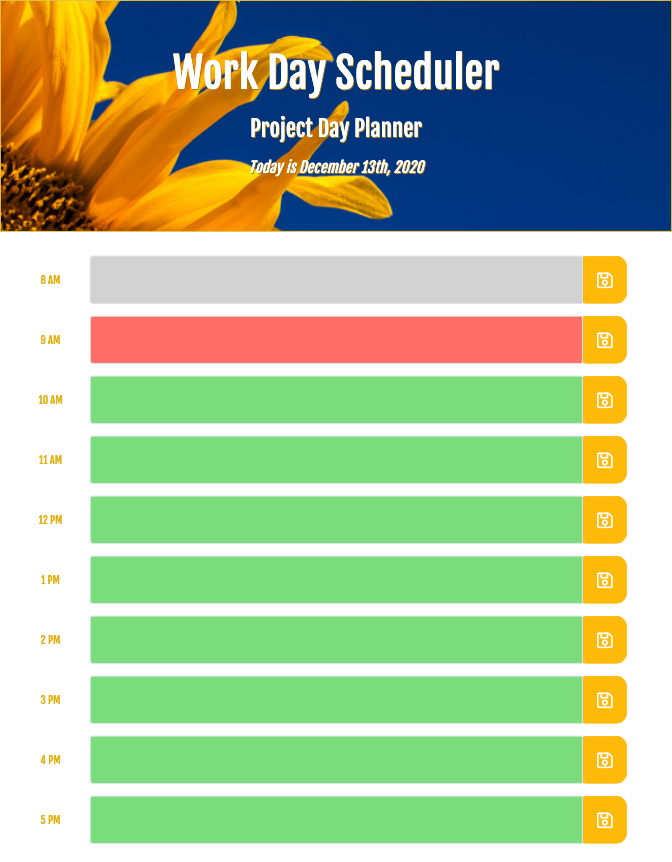 Work Day Scheduler
Project Day Planner
Today is December 13th, 2020
8 AM
9 AM
10 AM
11 AM
12 PM
1 PM
2 PM
3 PM
4 PM
5 PM